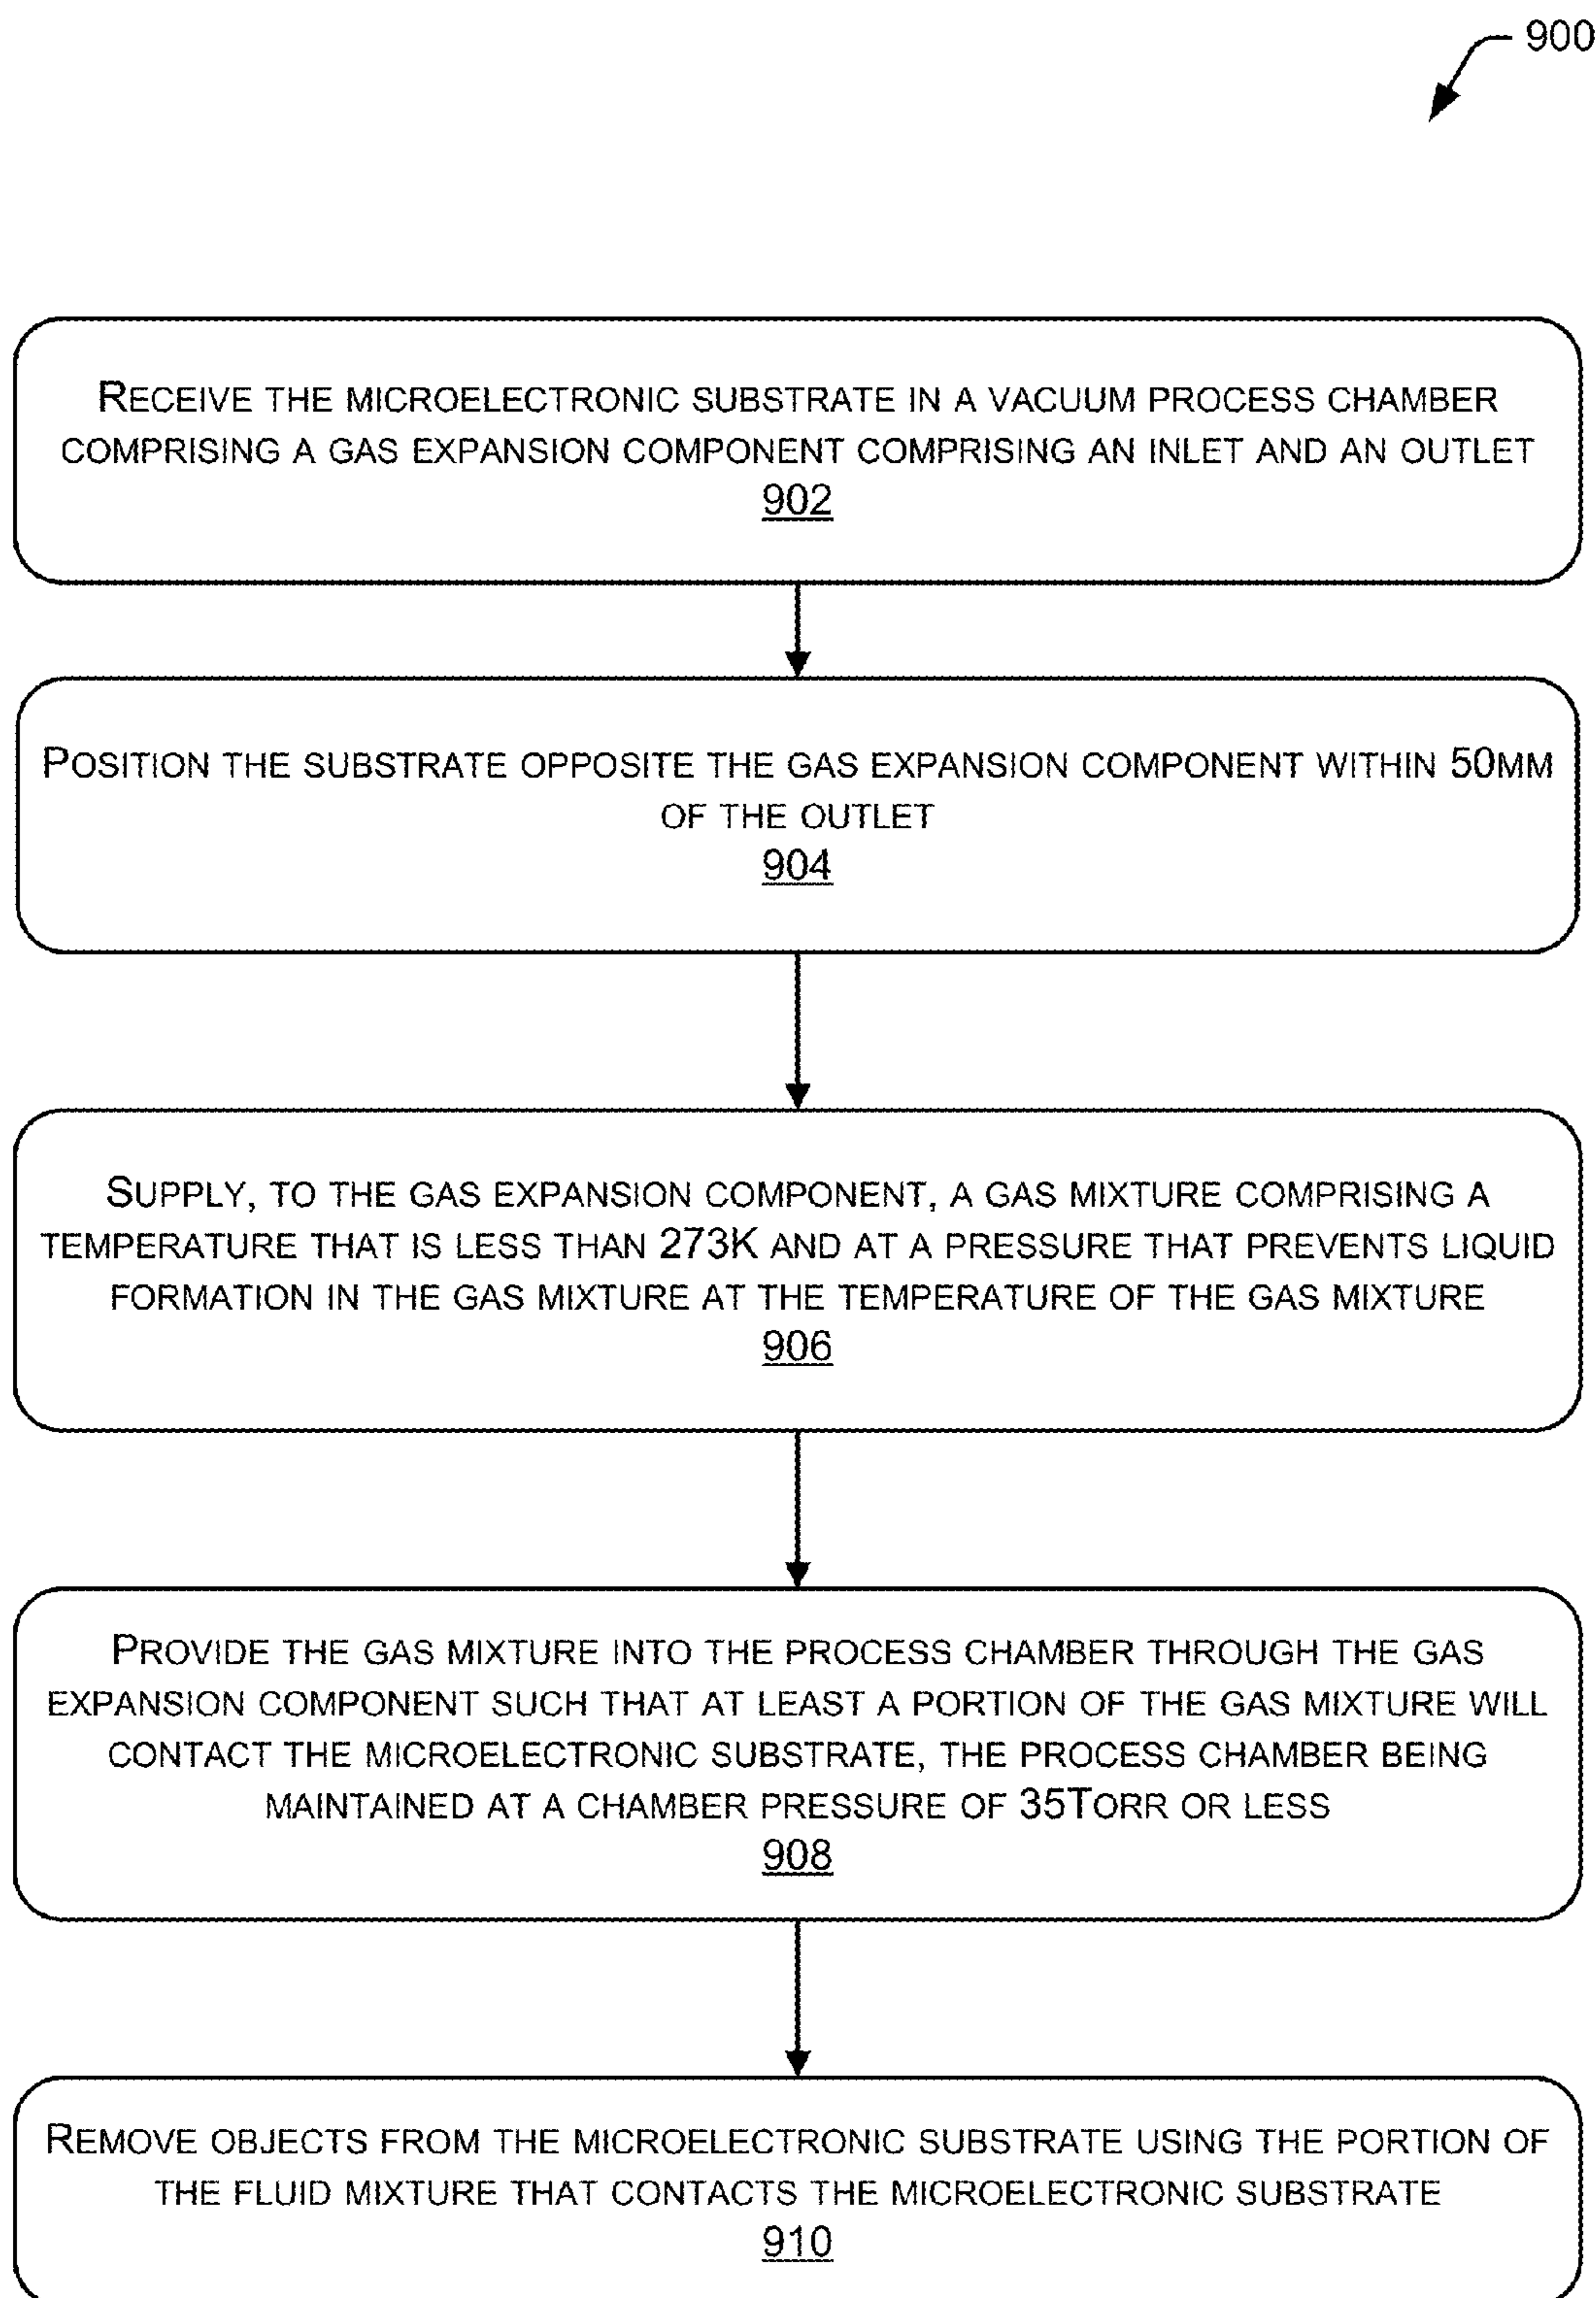 900
RECEIVE THE MICROELECTRONIC SUBSTRATE IN A VACUUM PROCESS CHAMBER
COMPRISING A GAS EXPANSION COMPONENT COMPRISING AN INLET AND AN OUTLET
902
POSITION THE SUBSTRATE OPPOSITE THE GAS EXPANSION COMPONENT WITHIN 50MM
OF THE OUTLET
904
SUPPLY, TO THE GAS EXPANSION COMPONENT, A GAS MIXTURE COMPRISING A
TEMPERATURE THAT IS LESS THAN 273K AND AT A PRESSURE THAT PREVENTS LIQUID
FORMATION IN THE GAS MIXTURE AT THE TEMPERATURE OF THE GAS MIXTURE
906
PROVIDE THE GAS MIXTURE INTO THE PROCESS CHAMBER THROUGH THE GAS
EXPANSION COMPONENT SUCH THAT AT LEAST A PORTION OF THE GAS MIXTURE WILL
CONTACT THE MICROELECTRONIC SUBSTRATE, THE PROCESS CHAMBER BEING
MAINTAINED AT A CHAMBER PRESSURE OF 35TORR OR LESS
908
REMOVE OBJECTS FROM THE MICROELECTRONIC SUBSTRATE USING THE PORTION OF
THE FLUID MIXTURE THAT CONTACTS THE MICROELECTRONIC SUBSTRATE
910